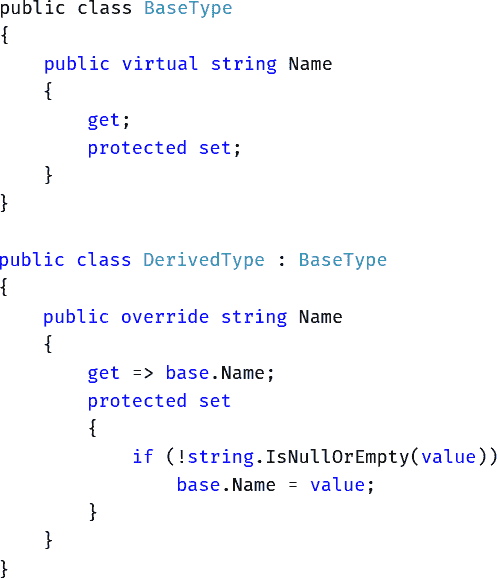 public class BaseType
{
    public virtual string Name
    {
        get;
        protected set;
    }
}
public class DerivedType : BaseType
{
    public override string Name
    {
        get => base.Name;
        protected set
        {
            if (!string.IsNullOrEmpty(value))
                base.Name = value;
        }
    }
}